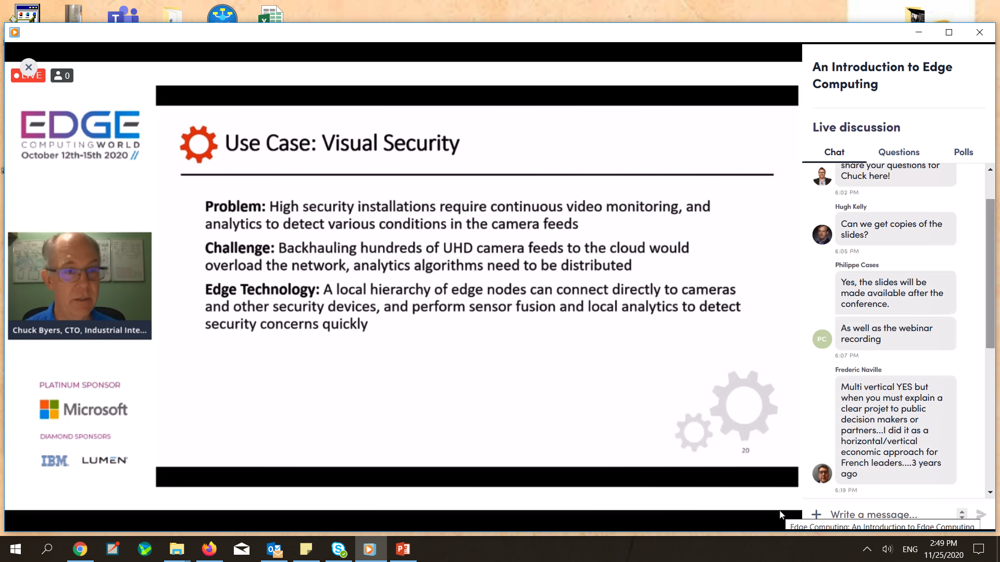 LIVE
0
EDGE
COMPUTINGWORLD
October 12th-15th 2020 //
Use Case: Visual Security
Problem: High security installations require continuous video monitoring, and
analytics to detect various conditions in the camera feeds
Challenge: Backhauling hundreds of UHD camera feeds to the cloud would
overload the network, analytics algorithms need to be distributed
Edge Technology: A local hierarchy of edge nodes can connect directly to cameras
and other security devices, and perform sensor fusion and local analytics to detect
security concerns quickly
20
Chuck Byers, CTO, Industrial Inte...
PLATINUM SPONSOR
Microsoft
DIAMOND SPONSORS
IBM LUMEN
An Introduction to Edge
Computing
Live discussion
Chat Questions Polls
share your questions for
Chuck here!
6:02 PM
Hugh Kelly
Can we get copies of the
slides?
6:05 PM
Philippe Cases
Yes, the slides will be
made available after the
conference.
As well as the webinar
recording
PC
6:07 PM
Frederic Naville
Multi vertical YES but
when you must explain a
clear projet to public
decision makers or
partners...I did it as a
horizontal/vertical
economic approach for
French leaders....3 years
ago
6:19 PM
Write a message...
Edge Computing: An Introduction to Edge Computing
ENG
2:49 PM
11/25/2020